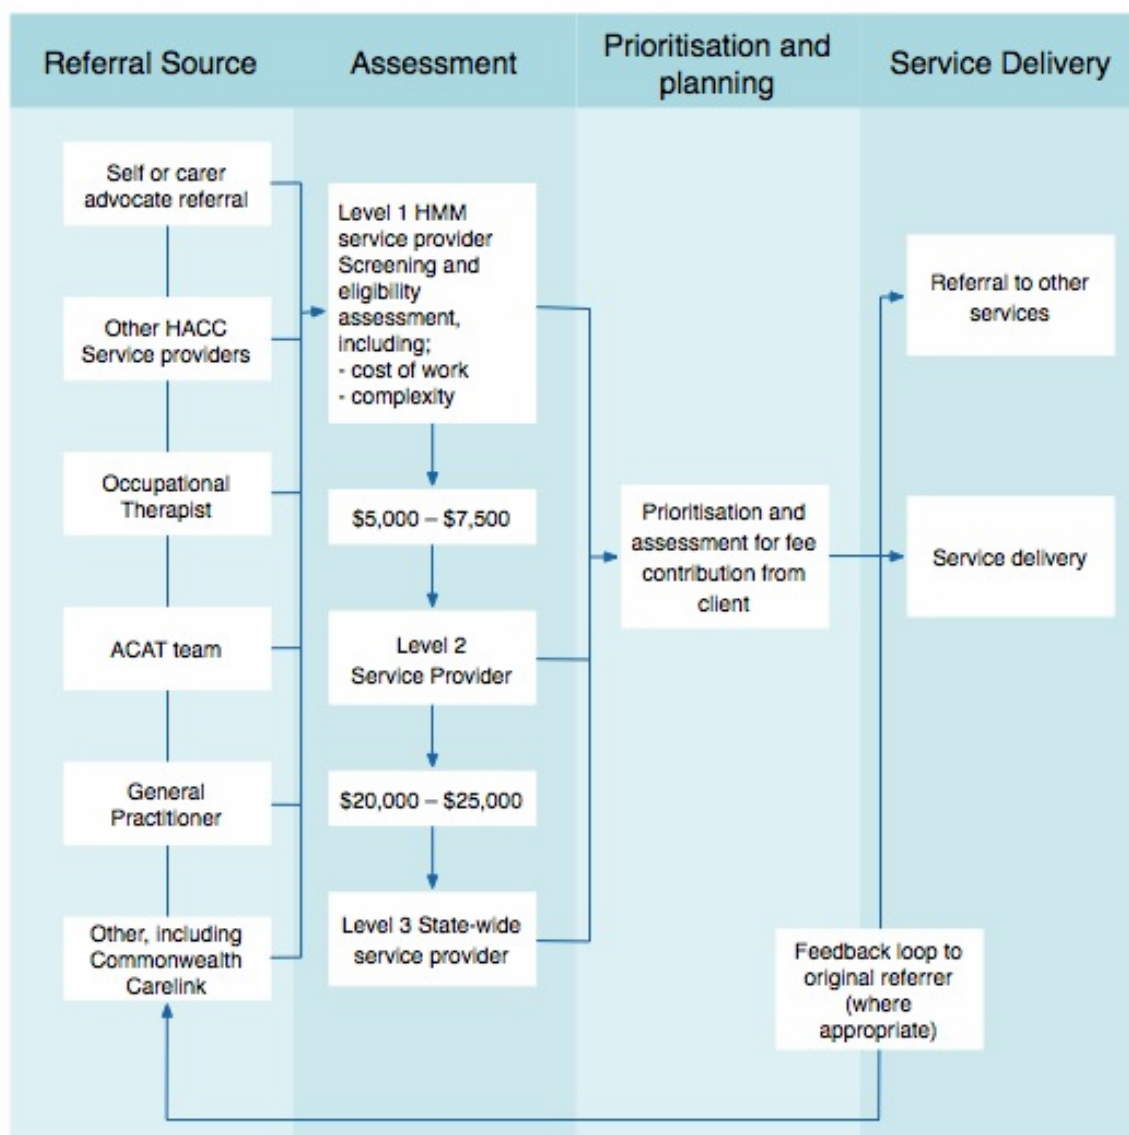 Referral Source
Assessment
Prioritisation and
planning
Service Delivery
Self or carer
advocate referral
Other HACC
Service providers
Occupational
Therapist
ACAT team
General
Practitioner
Other, including
Commonwealth
Carelink
Level 1 HMM
service provider
Screening and
eligibility
assessment,
including;
- cost of work
- complexity
$5,000 – $7,500
Level 2
Service Provider
$20,000 – $25,000
Level 3 State-wide
service provider
Prioritisation and
assessment for fee
contribution from
client
Referral to other
services
Service delivery
Feedback loop to
original referrer
(where
appropriate)